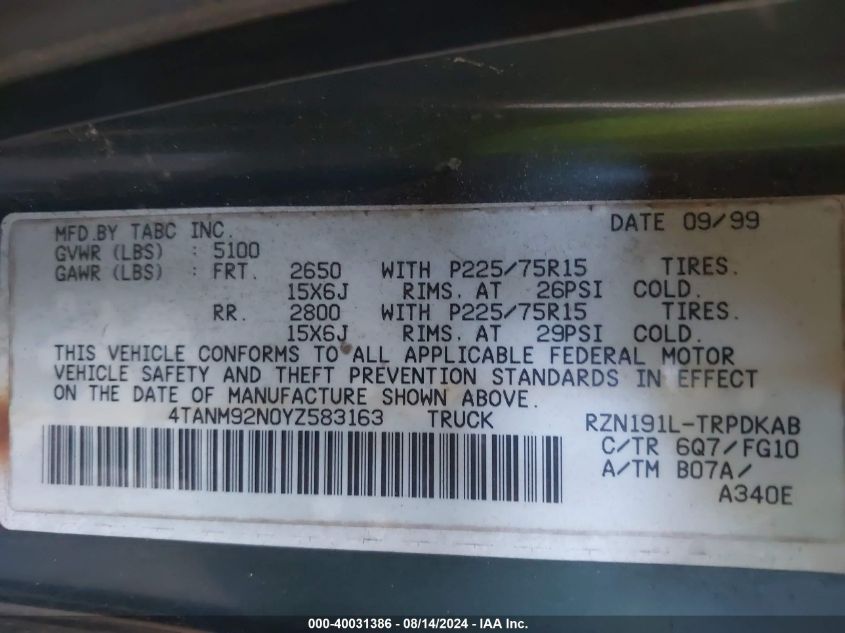 MFD.BY TABC INC. DATE 09/99
GVWR (LBS) : 5100
GAWR (LBS) : FRT. 2650 WITH P225/75R15 TIRES.
15X6J RIMS. AT 26PSI COLD.
RR. 2800 WITH P225/75R15 TIRES.
15X6J RIMS. AT 29PSI COLD.
THIS VEHICLE CONFORMS TO ALL APPLICABLE FEDERAL MOTOR
VEHICLE SAFETY AND THEFT PREVENTION STANDARDS IN EFFECT
ON THE DATE OF MANUFACTURE SHOWN ABOVE.
4TANM92N0YZ583163 TRUCK RZN191L-TRPDKAB
C/TR 6Q7/FG10
A/TM B07A/
A340E
000-40031386 - 08/14/2024 - IAA Inc.